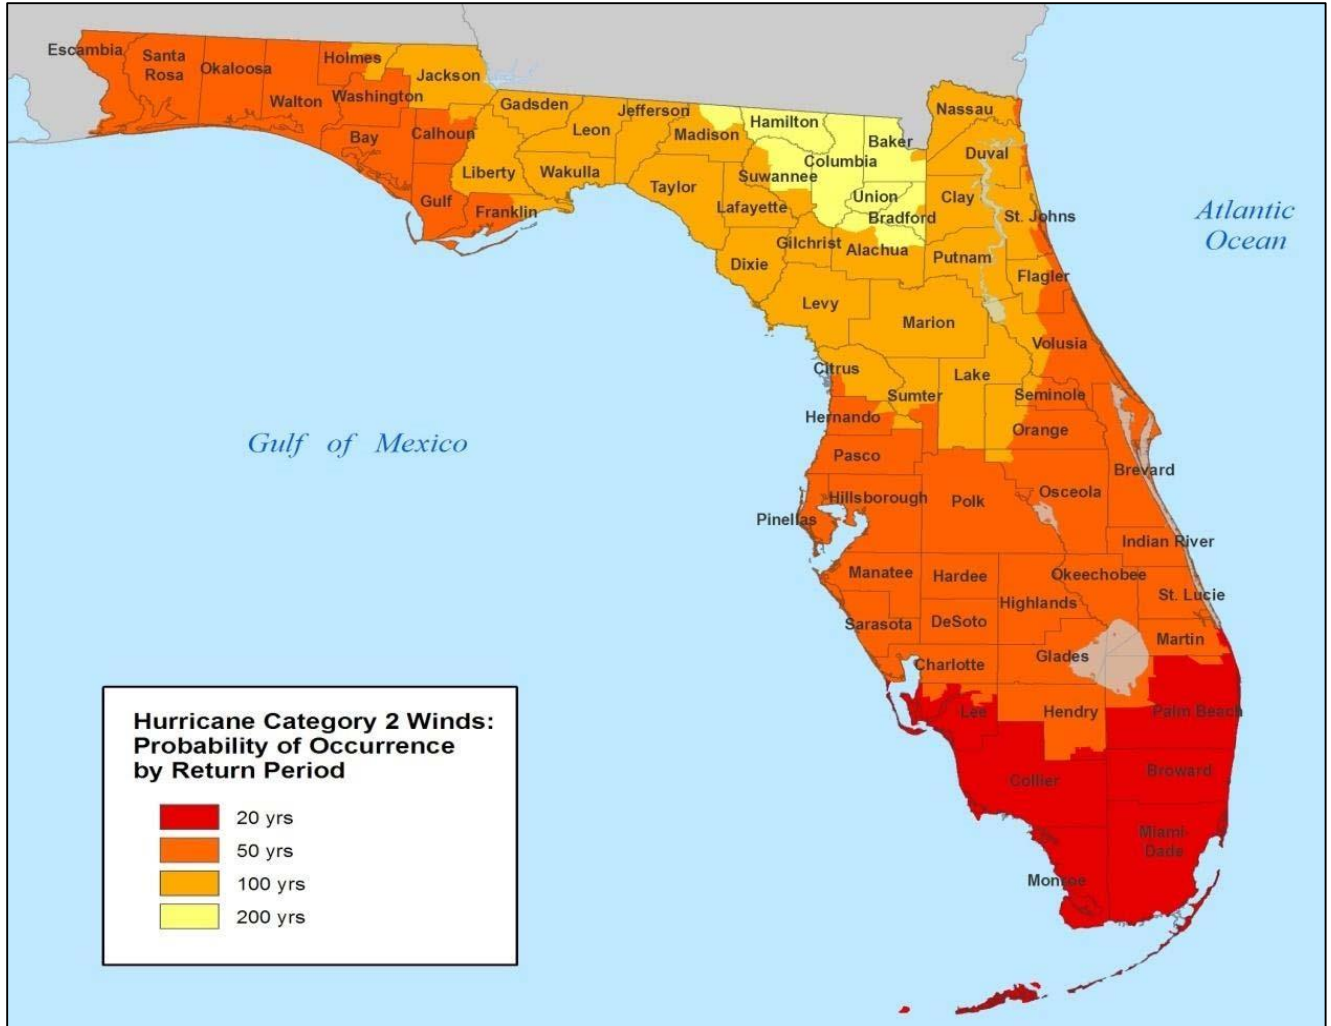 Escambia
Santa
Rosa
Okaloosa
Walton
Holmes
Washington
Jackson
Bay
Calhoun
Gulf
Liberty
Franklin
Gadsden
Leon
Wakulla
Jefferson
Madison
Taylor
Hamilton
Suwannee
Lafayette
Dixie
Columbia
Baker
Union
Bradford
Gilchrist
Alachua
Levy
Nassau
Duval
Clay
St. Johns
Putnam
Flagler
Marion
Volusia
Citrus
Lake
Sumter
Seminole
Hernando
Orange
Pasco
Brevard
Hillsborough
Polk
Osceola
Pinellas
Indian River
Manatee
Hardee
Okeechobee
Highlands
St. Lucie
Sarasota
DeSoto
Martin
Charlotte
Glades
Lee
Hendry
Palm Beach
Collier
Broward
Miami-
Dade
Monroe
Atlantic
Ocean
Gulf of Mexico
Hurricane Category 2 Winds:
Probability of Occurrence
by Return Period
20 yrs
50 yrs
100 yrs
200 yrs